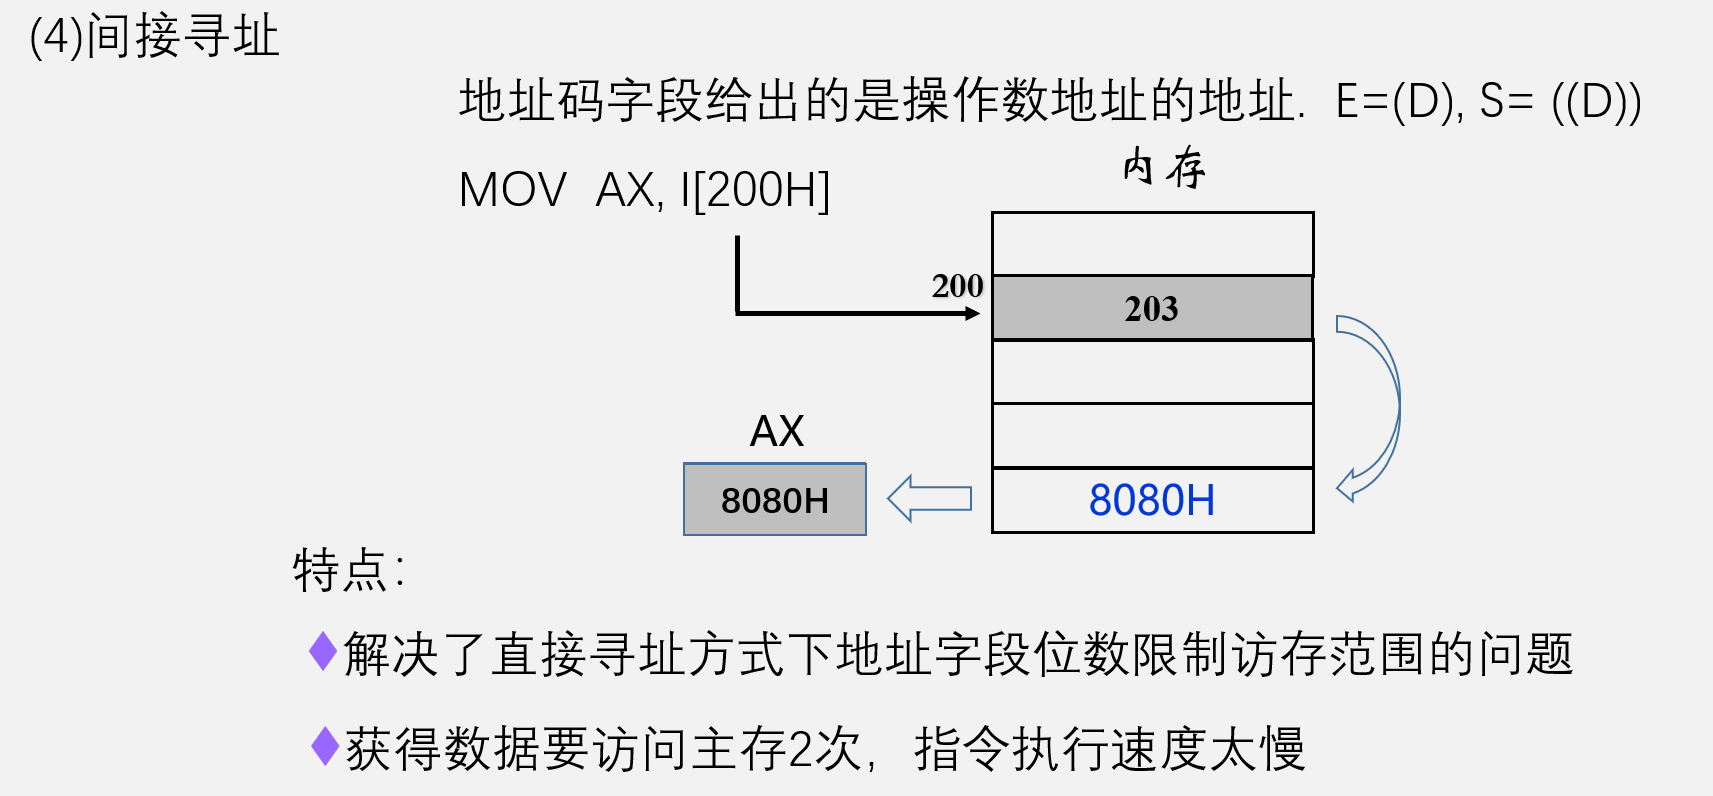 (4)间接寻址
地址码字段给出的是操作数地址的地址. E=(D), S= ((D))
内存
MOV AX, I[200H]
200
203
AX
8080H
8080H
特点：
解决了直接寻址方式下地址字段位数限制访存范围的问题
获得数据要访问主存2次，指令执行速度太慢